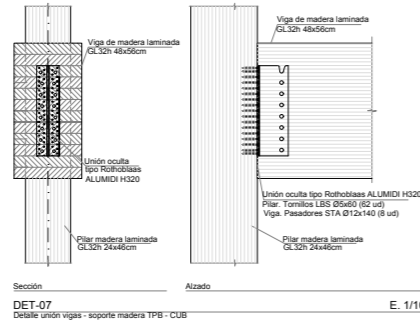 Viga de madera laminada
GL32h 48x56cm
Unión oculta
tipo Rothoblaas
ALUMIDI H320
Pilar madera laminada
GL32h 24x46cm
Viga de madera laminada
GL32h 48x56cm
Unión oculta tipo Rothoblaas ALUMIDI H320
Pilar. Tornillos LBS Ø5x60 (62 ud)
Viga. Pasadores STA Ø12x140 (8 ud)
Pilar madera laminada
GL32h 24x46cm
Sección
Alzado
DET-07
E. 1/10
Detalle unión vigas - soporte madera TPB - CUB